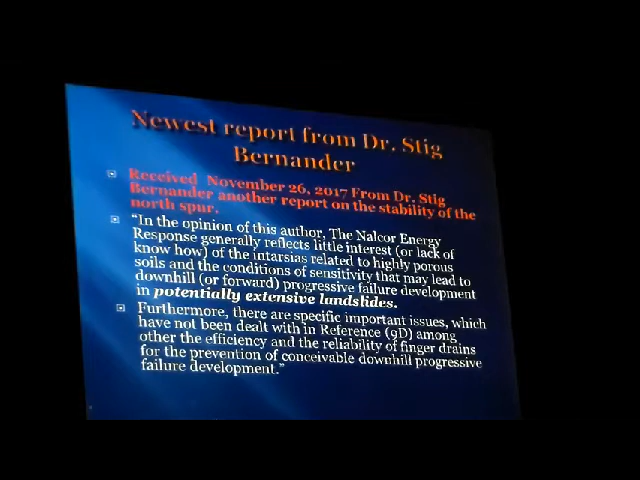 Newest report from Dr. Stig
Bernander
Received November 26, 2017 From Dr. Stig
Bernander another report on the stability of the
north spur.
"In the opinion of this author, The Nalcor Energy
Response generally reflects little interest (or lack of
know how) of the intarsias related to highly porous
soils and the conditions of sensitivity that may lead to
downhill (or forward) progressive failure development
in potentially extensive landslides.
Furthermore, there are specific important issues, which
have not been dealt with in Reference (9D) among
other the efficiency and the reliability of finger drains
for the prevention of conceivable downhill progressive
failure development."